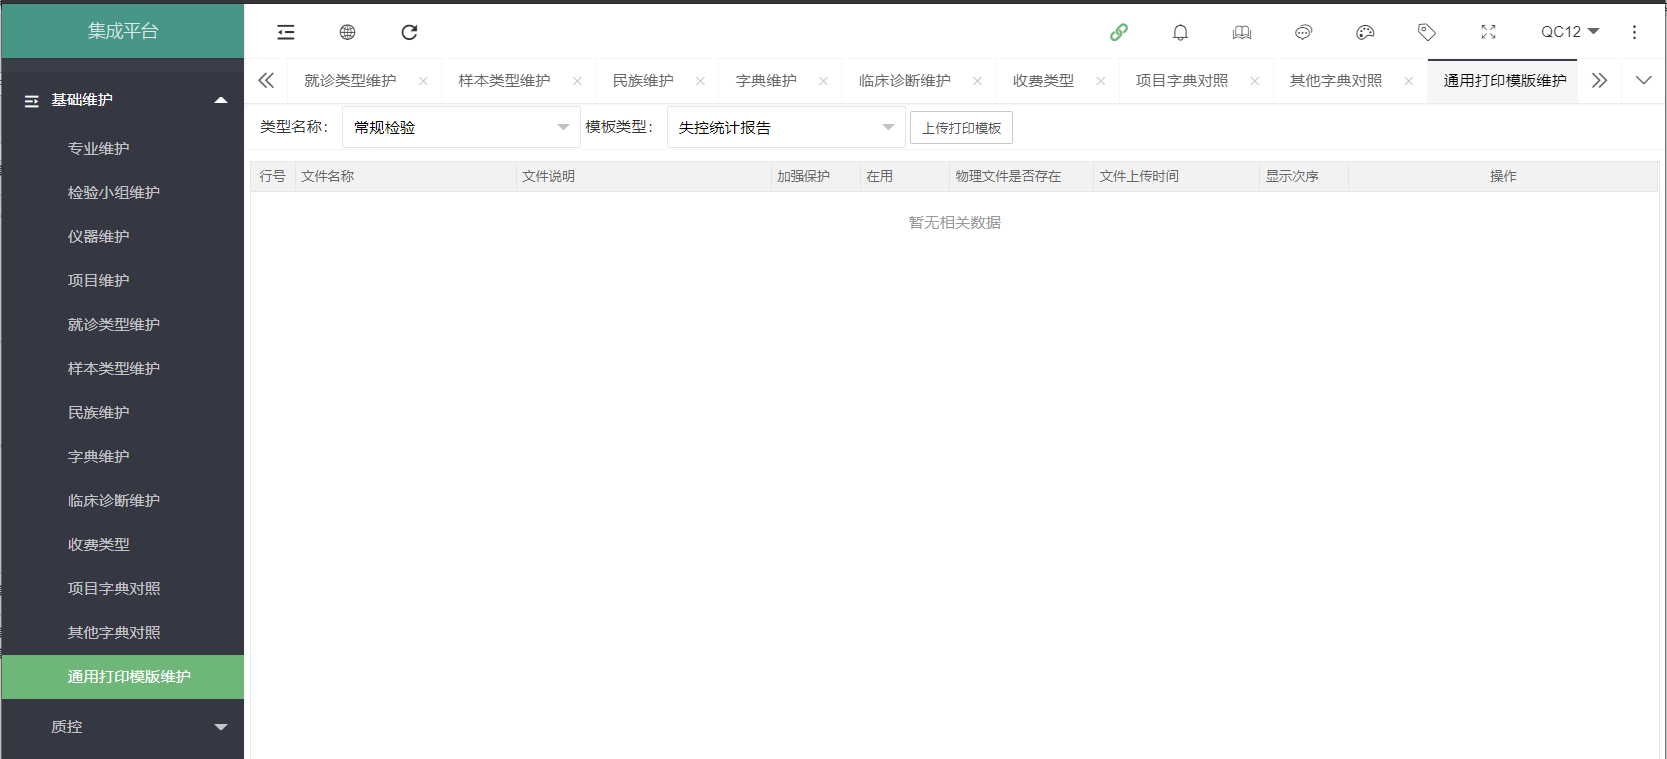 集成平台
QC12
就诊类型维护
样本类型维护
民族维护
字典维护
临床诊断维护
收费类型
项目字典对照
其他字典对照
通用打印模版维护
基础维护
专业维护
检验小组维护
仪器维护
项目维护
就诊类型维护
样本类型维护
民族维护
字典维护
临床诊断维护
收费类型
项目字典对照
其他字典对照
通用打印模版维护
质控
类型名称: 常规检验 模板类型: 失控统计报告 上传打印模板
行号 文件名称 文件说明 加强保护 在用 物理文件是否存在 文件上传时间 显示次序 操作
暂无相关数据